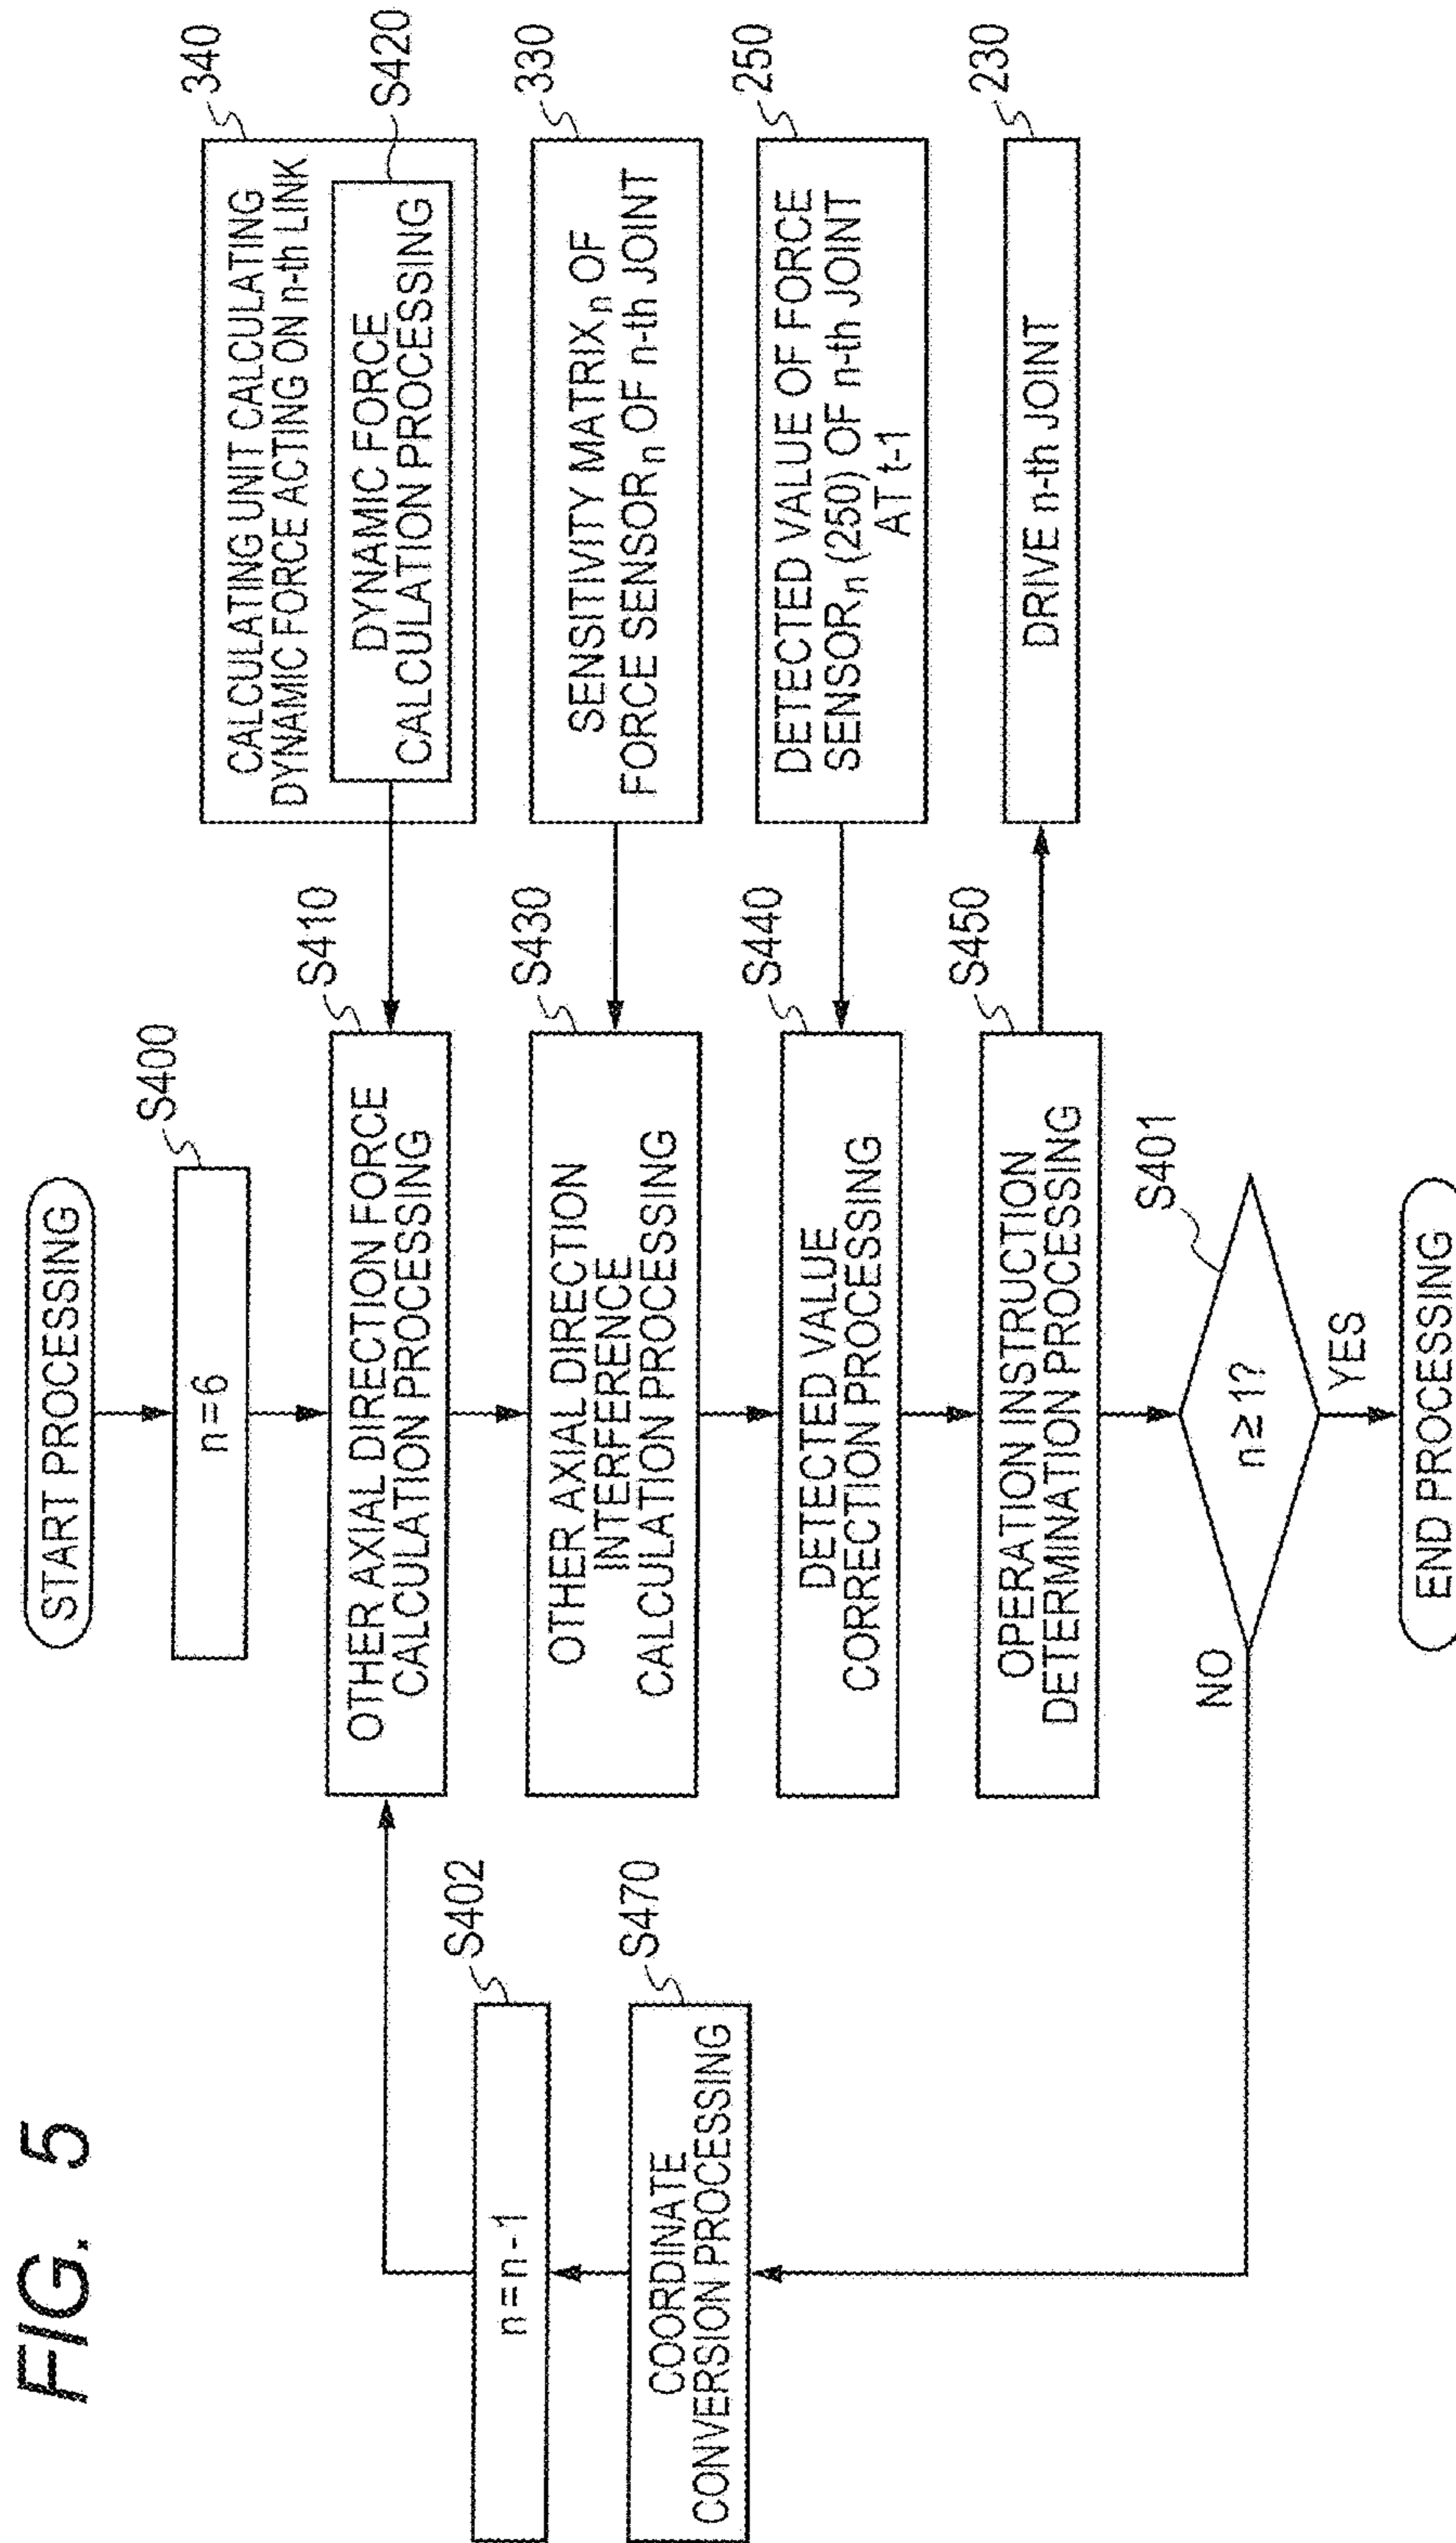 FIG. 5
START PROCESSING
S400
n=6
S410
OTHER AXIAL DIRECTION FORCE
CALCULATION PROCESSING
340
CALCULATING UNIT CALCULATING
DYNAMIC FORCE ACTING ON n-th LINK
S420
DYNAMIC FORCE
CALCULATION PROCESSING
S430
OTHER AXIAL DIRECTION
INTERFERENCE
CALCULATION PROCESSING
330
SENSITIVITY MATRIXn OF
FORCE SENSORn OF n-th JOINT
S440
DETECTED VALUE
CORRECTION PROCESSING
250
DETECTED VALUE OF FORCE
SENSORn (250) OF n-th JOINT
AT t-1
S450
OPERATION INSTRUCTION
DETERMINATION PROCESSING
230
DRIVE n-th JOINT
S401
n≥1?
NO
YES
S402
n=n-1
S470
COORDINATE
CONVERSION PROCESSING
END PROCESSING